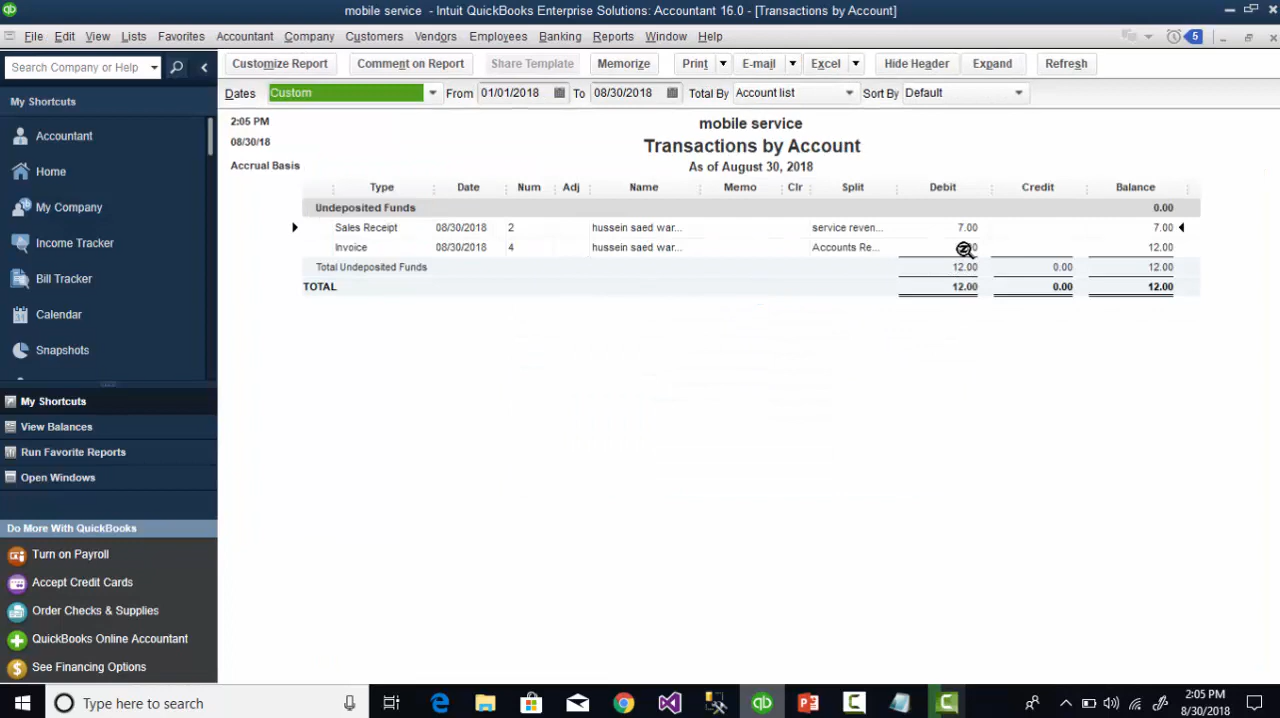 mobile service - Intuit QuickBooks Enterprise Solutions: Accountant 16.0 - [Transactions by Account]
File Edit View Lists Favorites Accountant Company Customers Vendors Employees Banking Reports Window Help 5
Search Company or Help
Customize Report Comment on Report Share Template Memorize Print E-mail Excel Hide Header Expand Refresh
Dates Custom From 01/01/2018 To 08/30/2018 Total By Account list Sort By Default
My Shortcuts
Accountant
Home
My Company
Income Tracker
Bill Tracker
Calendar
Snapshots
My Shortcuts
View Balances
Run Favorite Reports
Open Windows
Do More With QuickBooks
Turn on Payroll
Accept Credit Cards
Order Checks & Supplies
QuickBooks Online Accountant
See Financing Options
2:05 PM
08/30/18
Accrual Basis
mobile service
Transactions by Account
As of August 30, 2018
Type Date Num Adj Name Memo Clr Split Debit Credit Balance
Undeposited Funds 0.00
Sales Receipt 08/30/2018 2 hussein saed war... service reven... 7.00 7.00
Invoice 08/30/2018 4 hussein saed war... Accounts Re... 12.00
Total Undeposited Funds 12.00 0.00 12.00
TOTAL 12.00 0.00 12.00
Type here to search
2:05 PM
8/30/2018